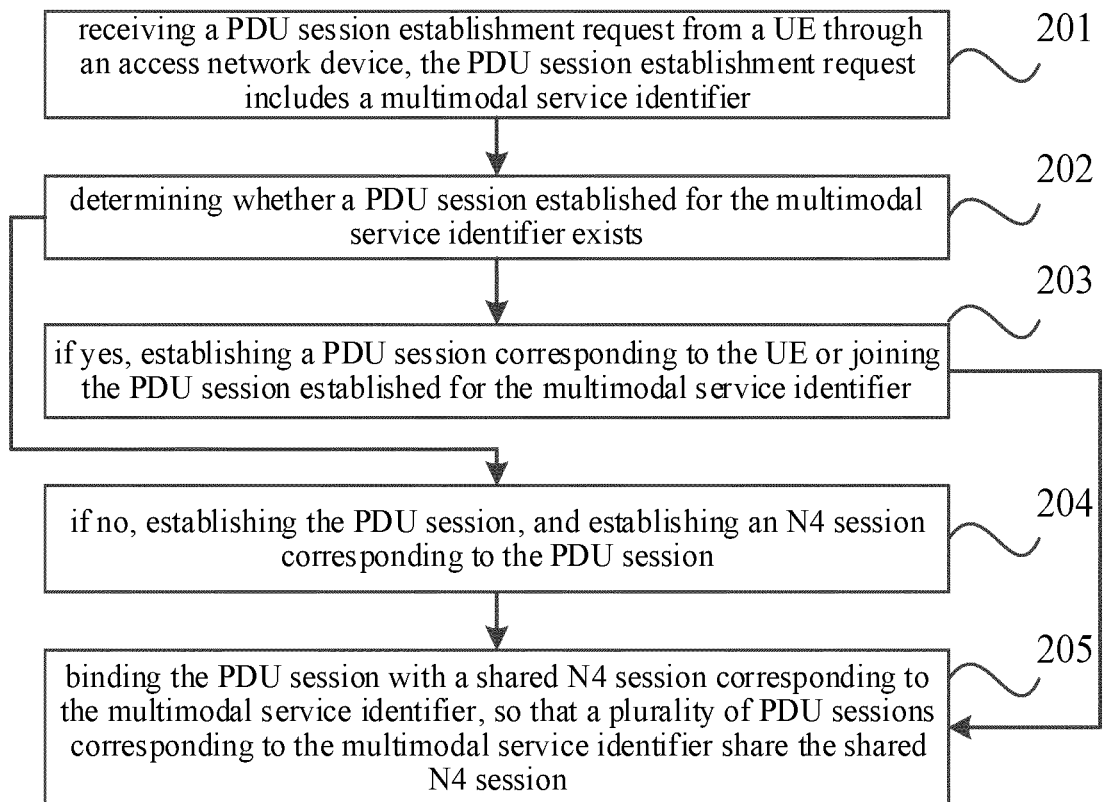 receiving a PDU session establishment request from a UE through
an access network device, the PDU session establishment request
includes a multimodal service identifier
201
determining whether a PDU session established for the multimodal
service identifier exists
202
if yes, establishing a PDU session corresponding to the UE or joining
the PDU session established for the multimodal service identifier
203
if no, establishing the PDU session, and establishing an N4 session
corresponding to the PDU session
204
binding the PDU session with a shared N4 session corresponding to
the multimodal service identifier, so that a plurality of PDU sessions
corresponding to the multimodal service identifier share the shared
N4 session
205